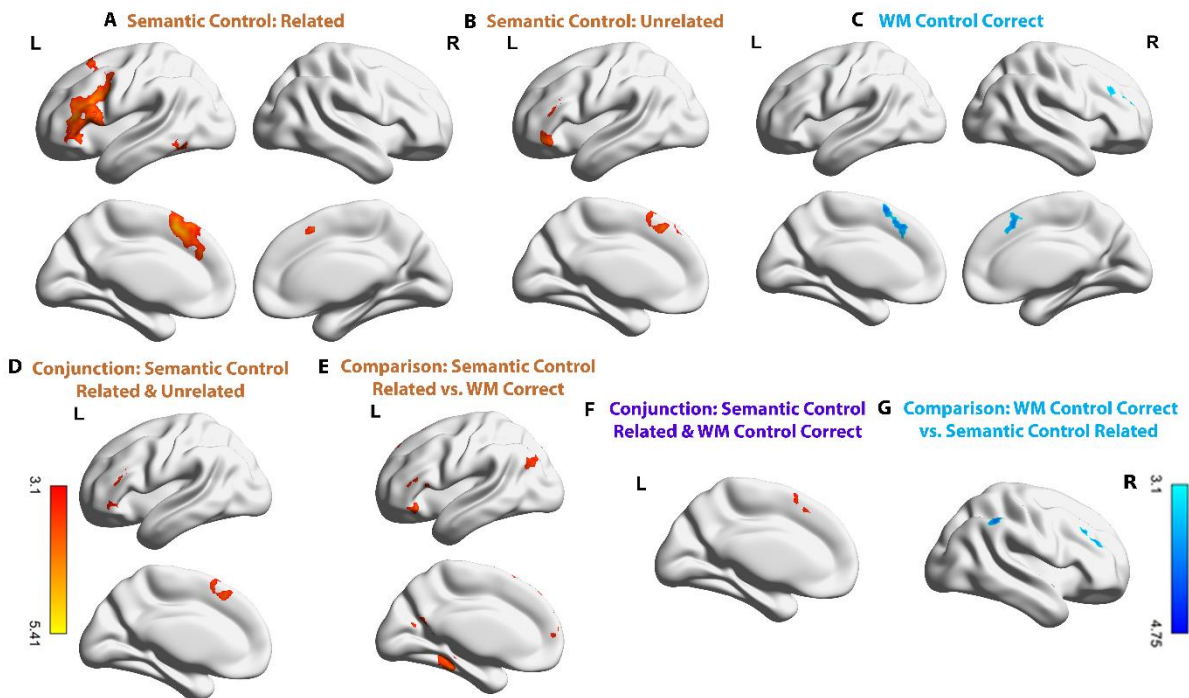 A Semantic Control: Related
L
R
B Semantic Control: Unrelated
L
C WM Control Correct
L
R
D Conjunction: Semantic Control
Related & Unrelated
L
E Comparison: Semantic Control
Related vs. WM Correct
L
F Conjunction: Semantic Control
Related & WM Control Correct
L
G Comparison: WM Control Correct
vs. Semantic Control Related
R
3.1
5.41
3.1
4.75